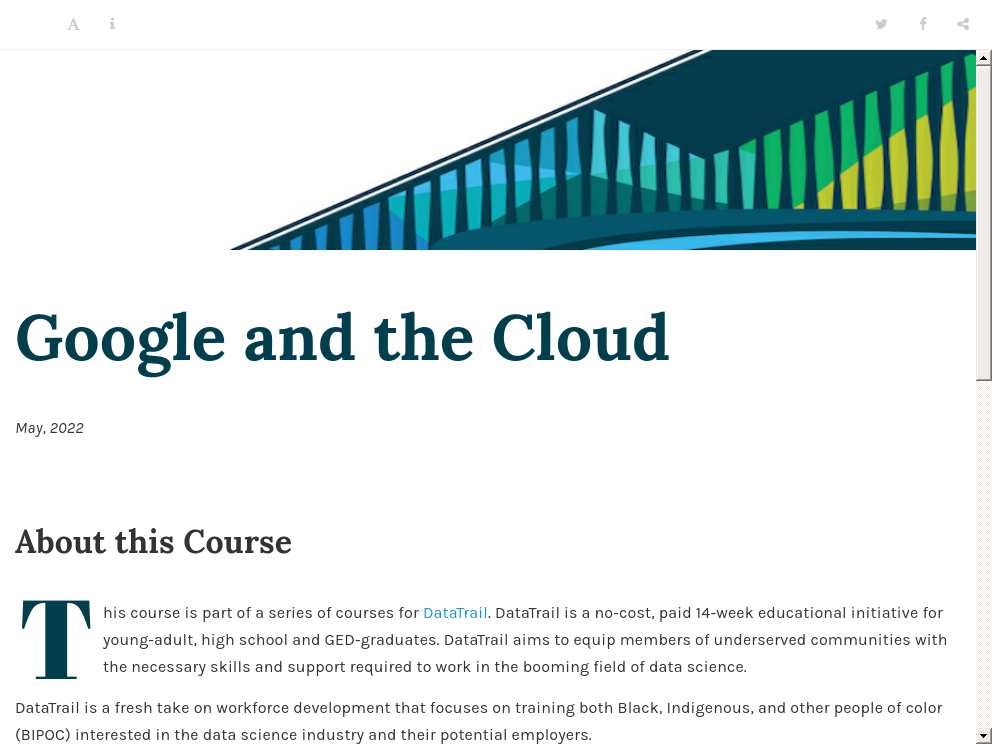 A i
Google and the Cloud
May, 2022
About this Course
This course is part of a series of courses for DataTrail. DataTrail is a no-cost, paid 14-week educational initiative for
young-adult, high school and GED-graduates. DataTrail aims to equip members of underserved communities with
the necessary skills and support required to work in the booming field of data science.
DataTrail is a fresh take on workforce development that focuses on training both Black, Indigenous, and other people of color
(BIPOC) interested in the data science industry and their potential employers.